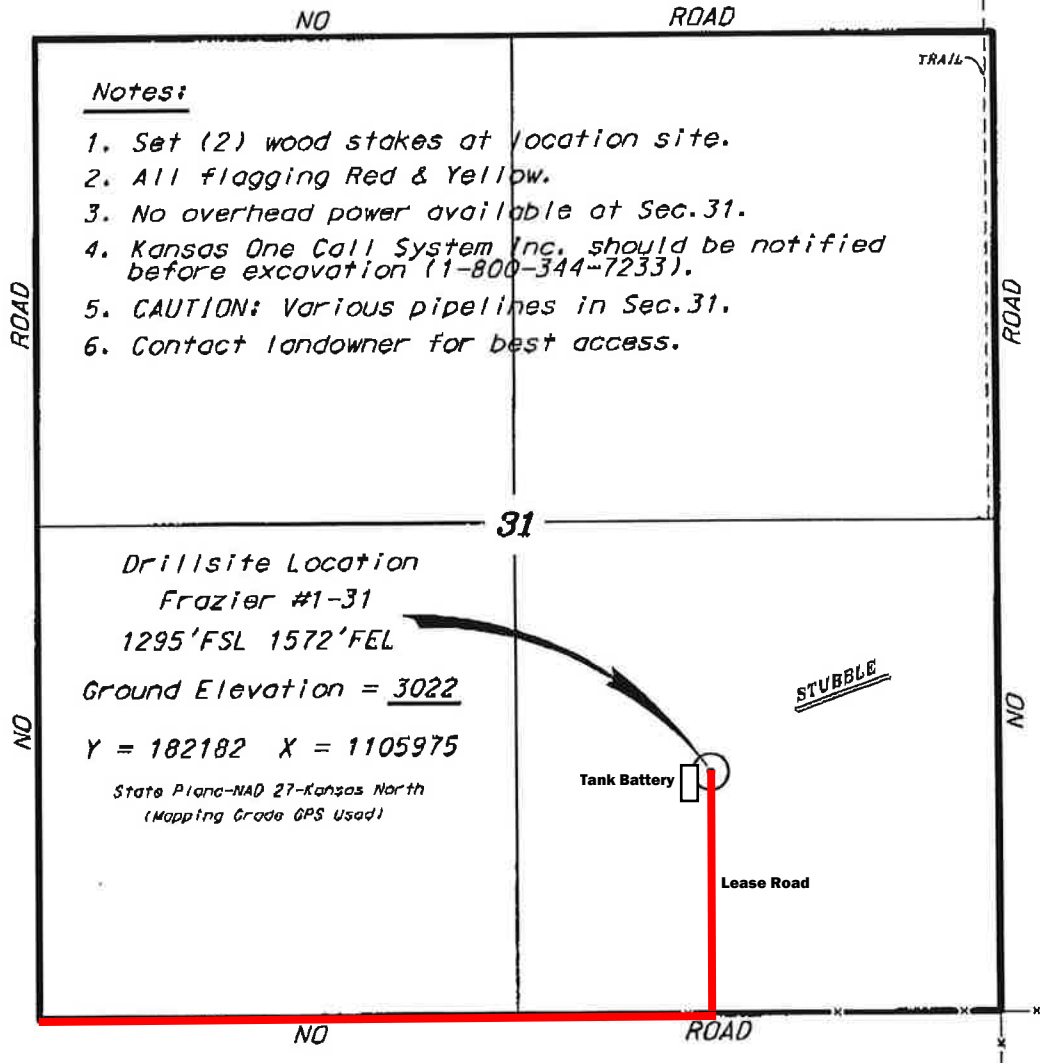 NO ROAD
TRAIL
Notes:
1. Set (2) wood stakes at location site.
2. All flagging Red & Yellow.
3. No overhead power available at Sec.31.
4. Kansas One Call System Inc. should be notified
before excavation (1-800-344-7233).
5. CAUTION: Various pipelines in Sec.31.
6. Contact landowner for best access.
ROAD
ROAD
31
Drillsite Location
Frazier #1-31
1295'FSL 1572'FEL
Ground Elevation = 3022
Y = 182182 X = 1105975
State Plane-NAD 27-Kansas North
(Mapping Grade GPS Used)
STUBBLE
NO
NO
Tank Battery
Lease Road
NO ROAD